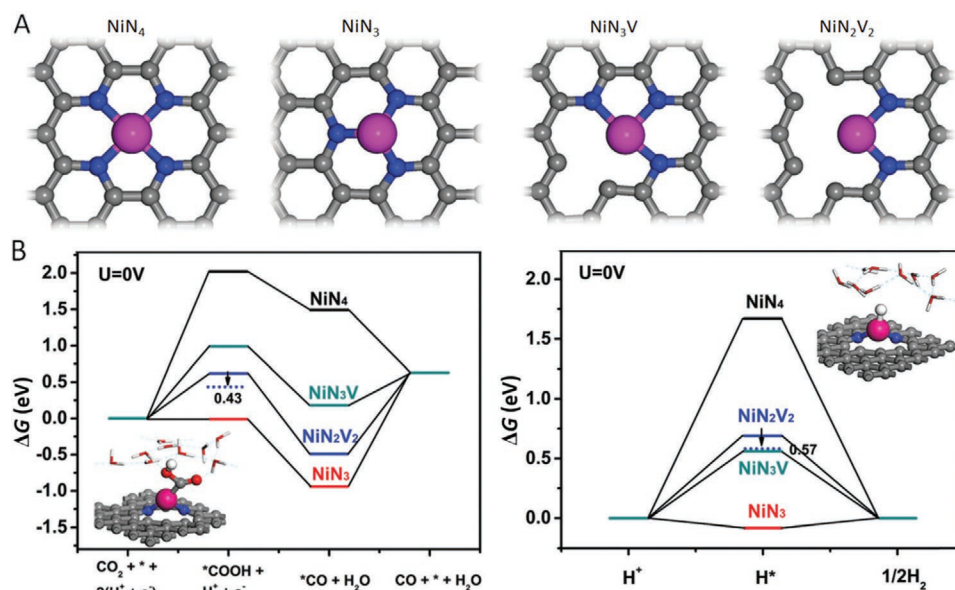 A
NiN₄
NiN₃
NiN₃V
NiN₂V₂
B
U=0V
2.0
1.5
1.0
0.5
0.0
-0.5
-1.0
-1.5
ΔG (eV)
NiN₄
NiN₃V
0.43
NiN₂V₂
NiN₃
CO₂ + * +
*COOH +
*CO + H₂O
CO + * + H₂O
U=0V
2.0
1.5
1.0
0.5
0.0
ΔG (eV)
NiN₄
NiN₂V₂
0.57
NiN₃V
NiN₃
H⁺
H*
1/2H₂